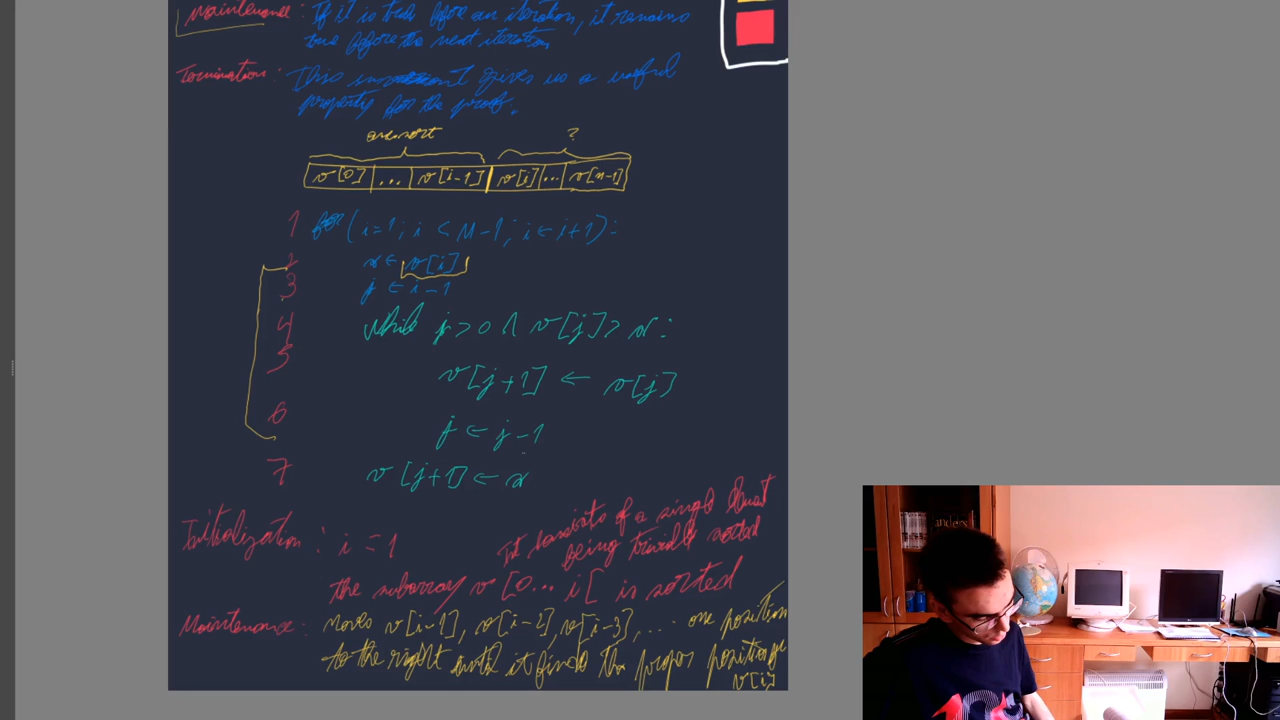 Maintenance: If it is true before an iteration, it remains
true before the next iteration
Termination: This gives us a useful
property for the proof.
?
v[0] ... v[i-1] v[i] ... v[n-1]
1 for (i=1; i < N-1; i ← i+1):
2 x ← v[i]
3 j ← i-1
4 while j > 0 ∧ v[j] > x:
5 v[j+1] ← v[j]
6 j ← j-1
7 v[j+1] ← x
Initialization: i = 1
it consists of a single
being trivially sorted
the subarray v[0... i[ is sorted
Maintenance: moves v[i-1], v[i-2], v[i-3], ... one position
to the right until it finds the proper position
v[i]